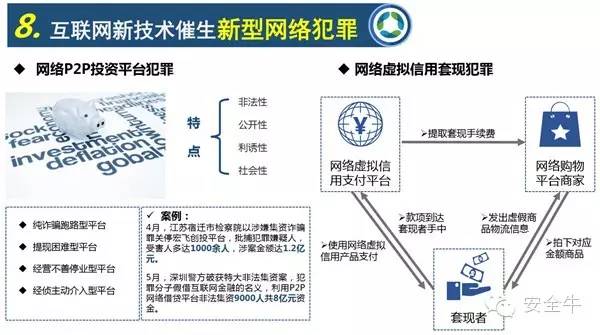 8. 互联网新技术催生新型网络犯罪
网络P2P投资平台犯罪
stock
fear
investment
deflation
global
特点
非法性
公开性
利诱性
社会性
纯诈骗跑路型平台
提现困难型平台
经营不善停业型平台
经侦主动介入型平台
案例：
4月，江苏宿迁市检察院以涉嫌集资诈骗
罪关停宏飞创投平台，批捕犯罪嫌疑人，
受害人多达1000余人，涉案金额达1.2亿
元。
5月，深圳警方破获特大非法集资案，犯
罪分子假借互联网金融的名义，利用P2P
网络借贷平台非法集资9000人共8亿元资
金。
网络虚拟信用套现犯罪
¥
网络虚拟信
用支付平台
提取套现手续费
网络购物
平台商家
款项到达
套现者手中
发出虚假商
品物流信息
使用网络虚拟
信用产品支付
拍下对应
金额商品
套现者
安全牛